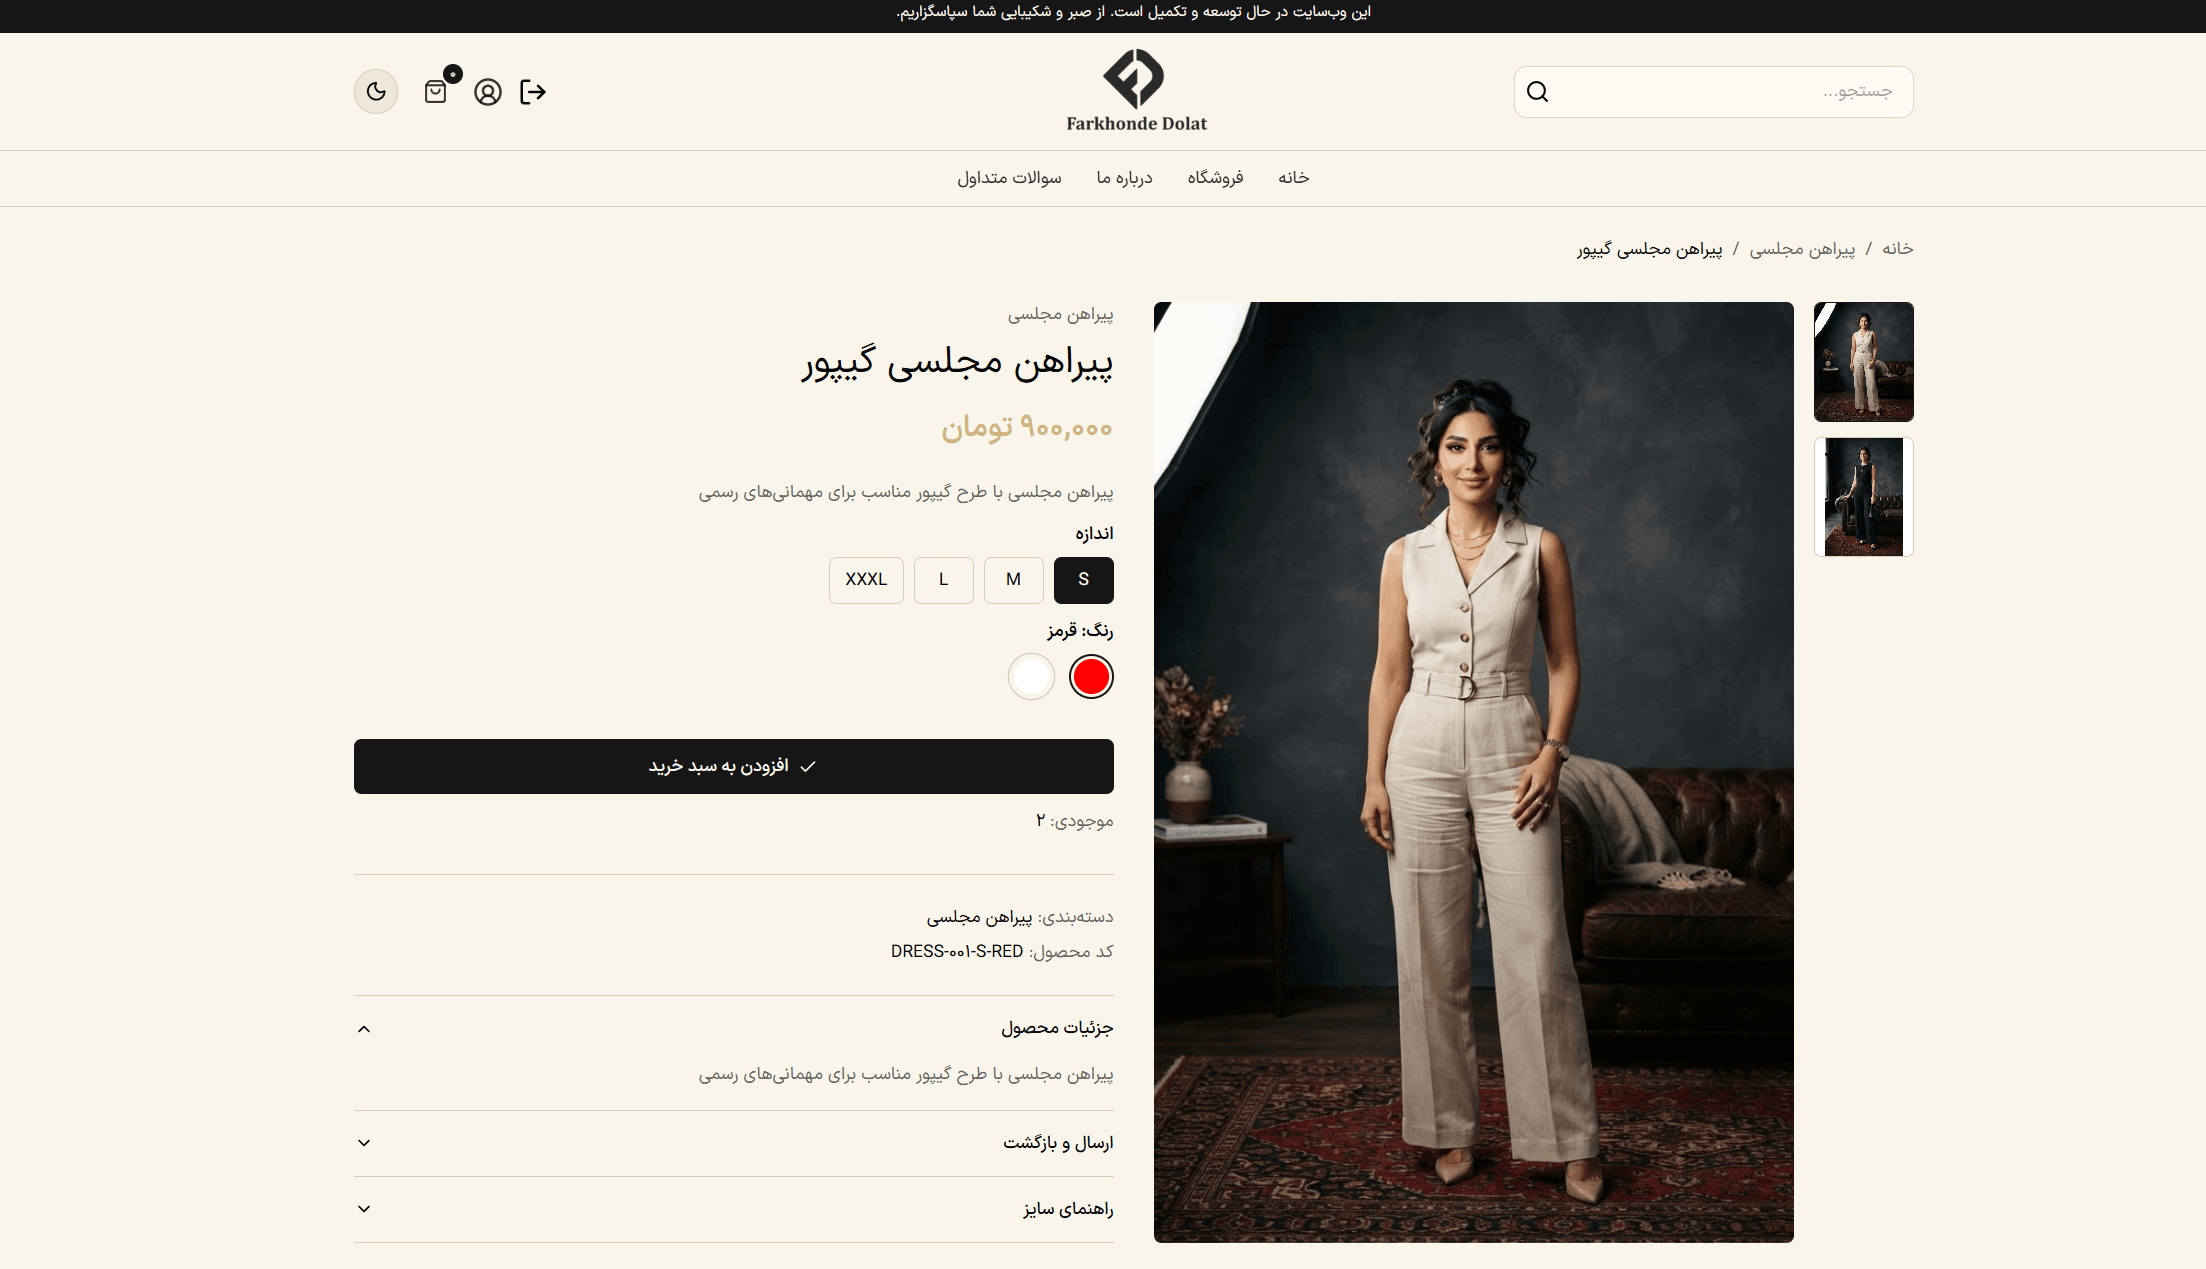 این وب‌سایت در حال توسعه و تکمیل است. از صبر و شکیبایی شما سپاسگزاریم.
جستجو...
Farkhonde Dolat
۰
خانه
فروشگاه
درباره ما
سوالات متداول
خانه / پیراهن مجلسی / پیراهن مجلسی گیپور
پیراهن مجلسی
پیراهن مجلسی گیپور
۹۰۰,۰۰۰ تومان
پیراهن مجلسی با طرح گیپور مناسب برای مهمانی‌های رسمی
اندازه
S
M
L
XXXL
رنگ: قرمز
افزودن به سبد خرید
موجودی: ۲
دسته‌بندی: پیراهن مجلسی
کد محصول: DRESS-۰۰۱-S-RED
جزئیات محصول
پیراهن مجلسی با طرح گیپور مناسب برای مهمانی‌های رسمی
ارسال و بازگشت
راهنمای سایز